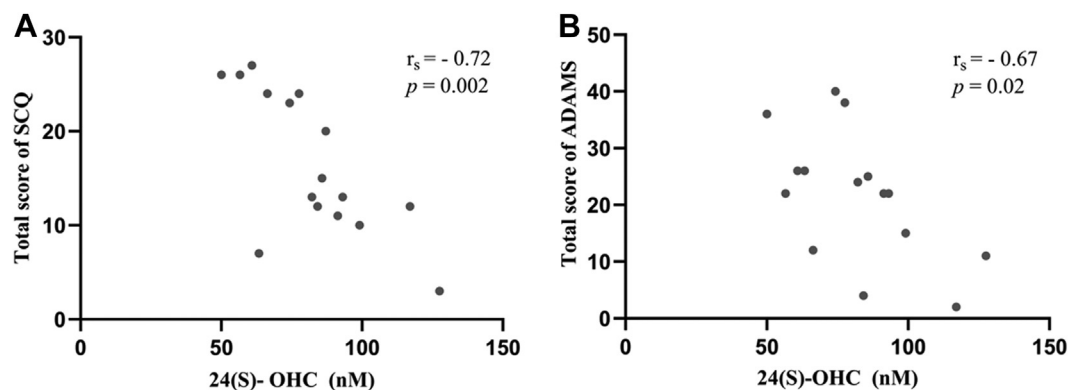 A
30
20
10
0
0 50 100 150
Total score of SCQ
24(S)- OHC (nM)
rs = - 0.72
p = 0.002
B
50
40
30
20
10
0
0 50 100 150
Total score of ADAMS
24(S)-OHC (nM)
rs = - 0.67
p = 0.02